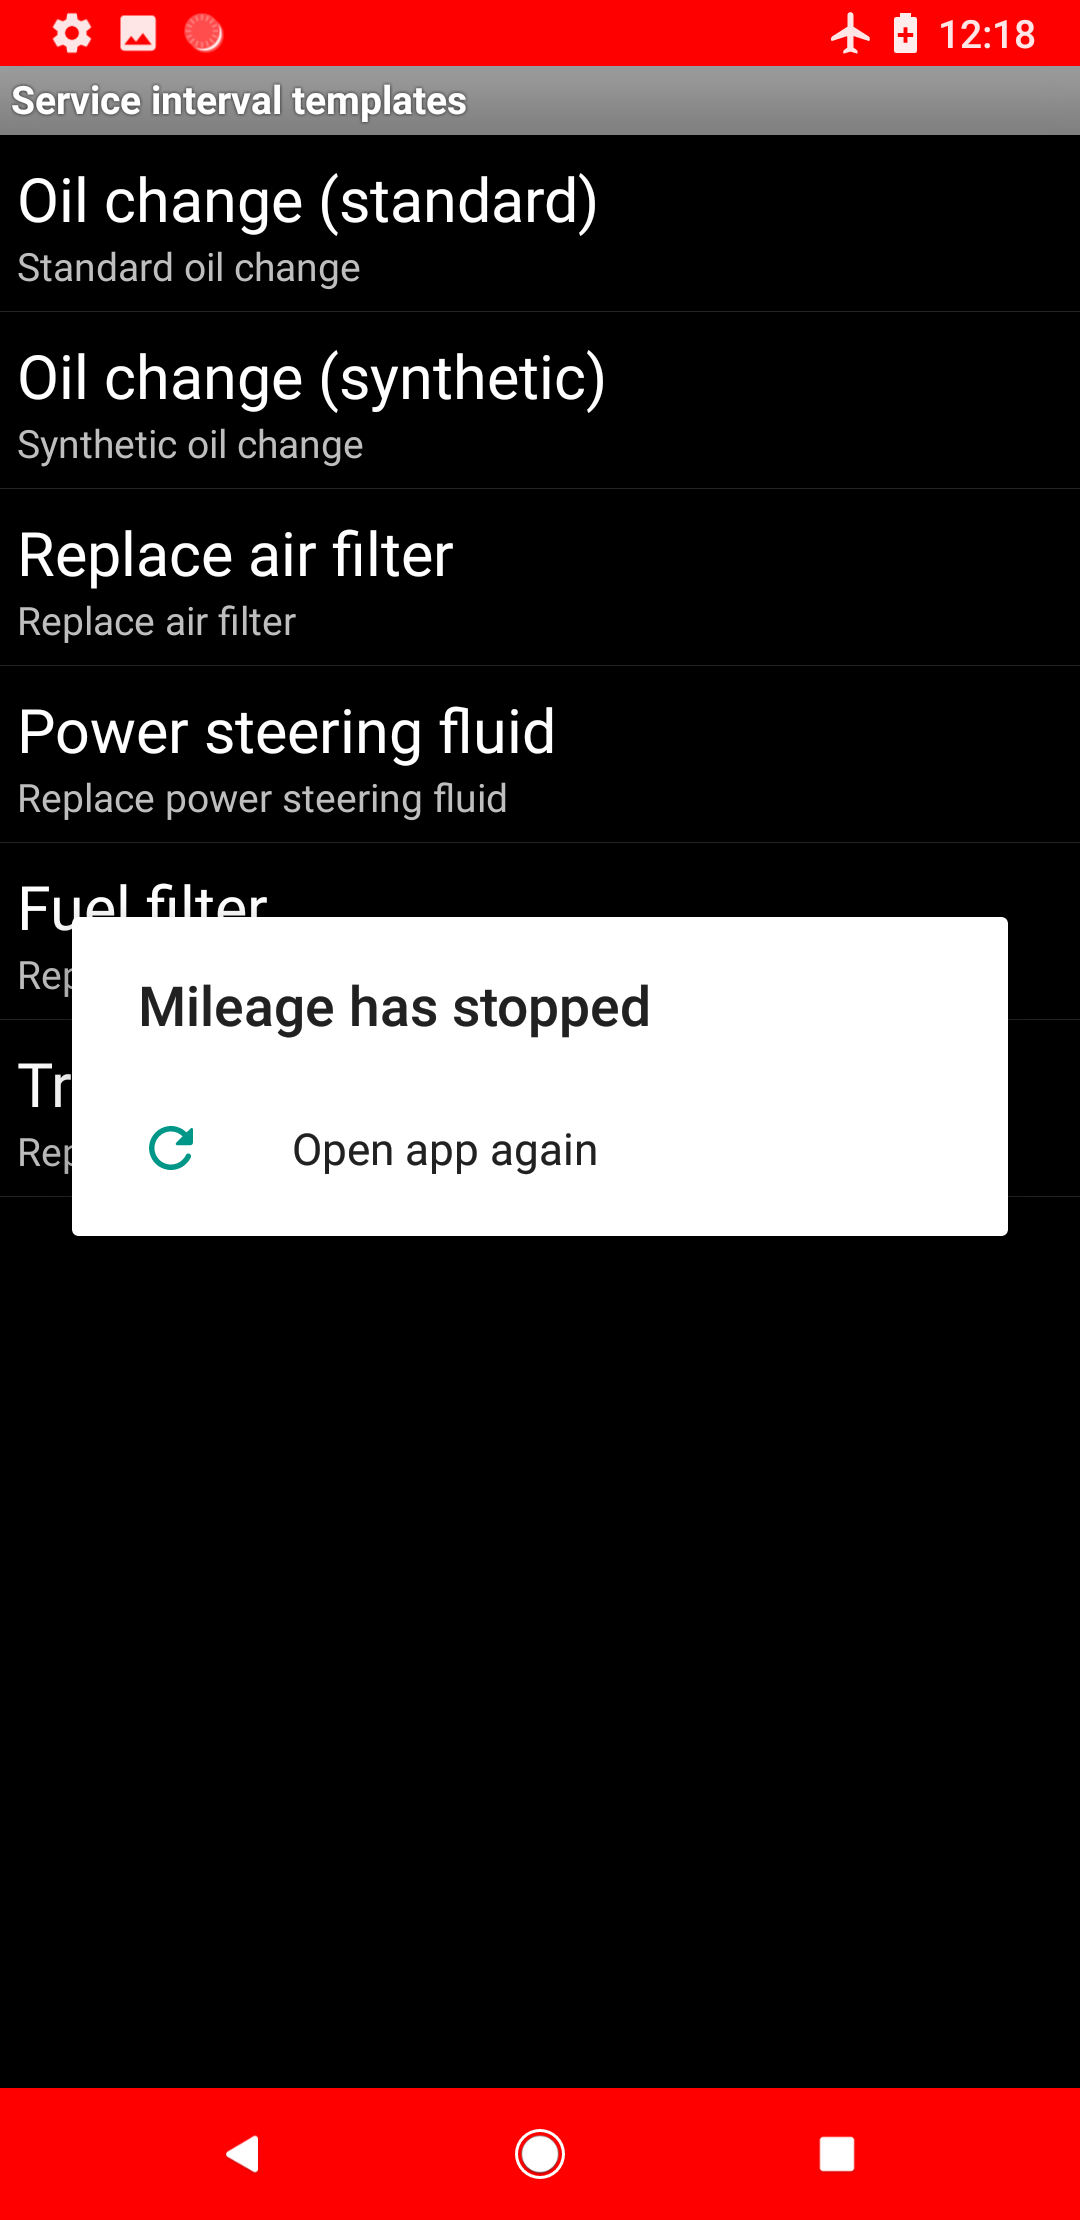 12:18
Service interval templates
Oil change (standard)
Standard oil change
Oil change (synthetic)
Synthetic oil change
Replace air filter
Replace air filter
Power steering fluid
Replace power steering fluid
Fuel filter
Rep
Mileage has stopped
Tr
Open app again
Rep